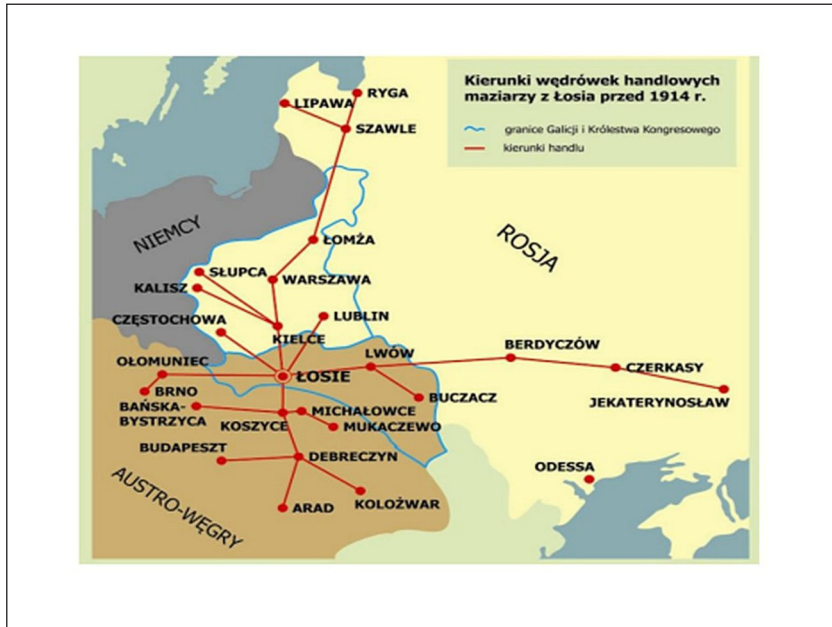 Kierunki wędrówek handlowych
maziarzy z Łosia przed 1914 r.
granice Galicji i Królestwa Kongresowego
kierunki handlu
RYGA
LIPAWA
SZAWLE
NIEMCY
ROSJA
ŁOMŻA
SŁUPCA
WARSZAWA
KALISZ
CZĘSTOCHOWA
LUBLIN
KIELCE
LWÓW
BERDYCZÓW
OŁOMUNIEC
ŁOSIE
CZERKASY
BRNO
BUCZACZ
JEKATERYNOSŁAW
BAŃSKA-
BYSTRZYCA
KOSZYCE
MICHAŁOWCE
MUKACZEWO
BUDAPESZT
DEBRECZYN
ODESSA
AUSTRO-WĘGRY
ARAD
KOLOŻWAR